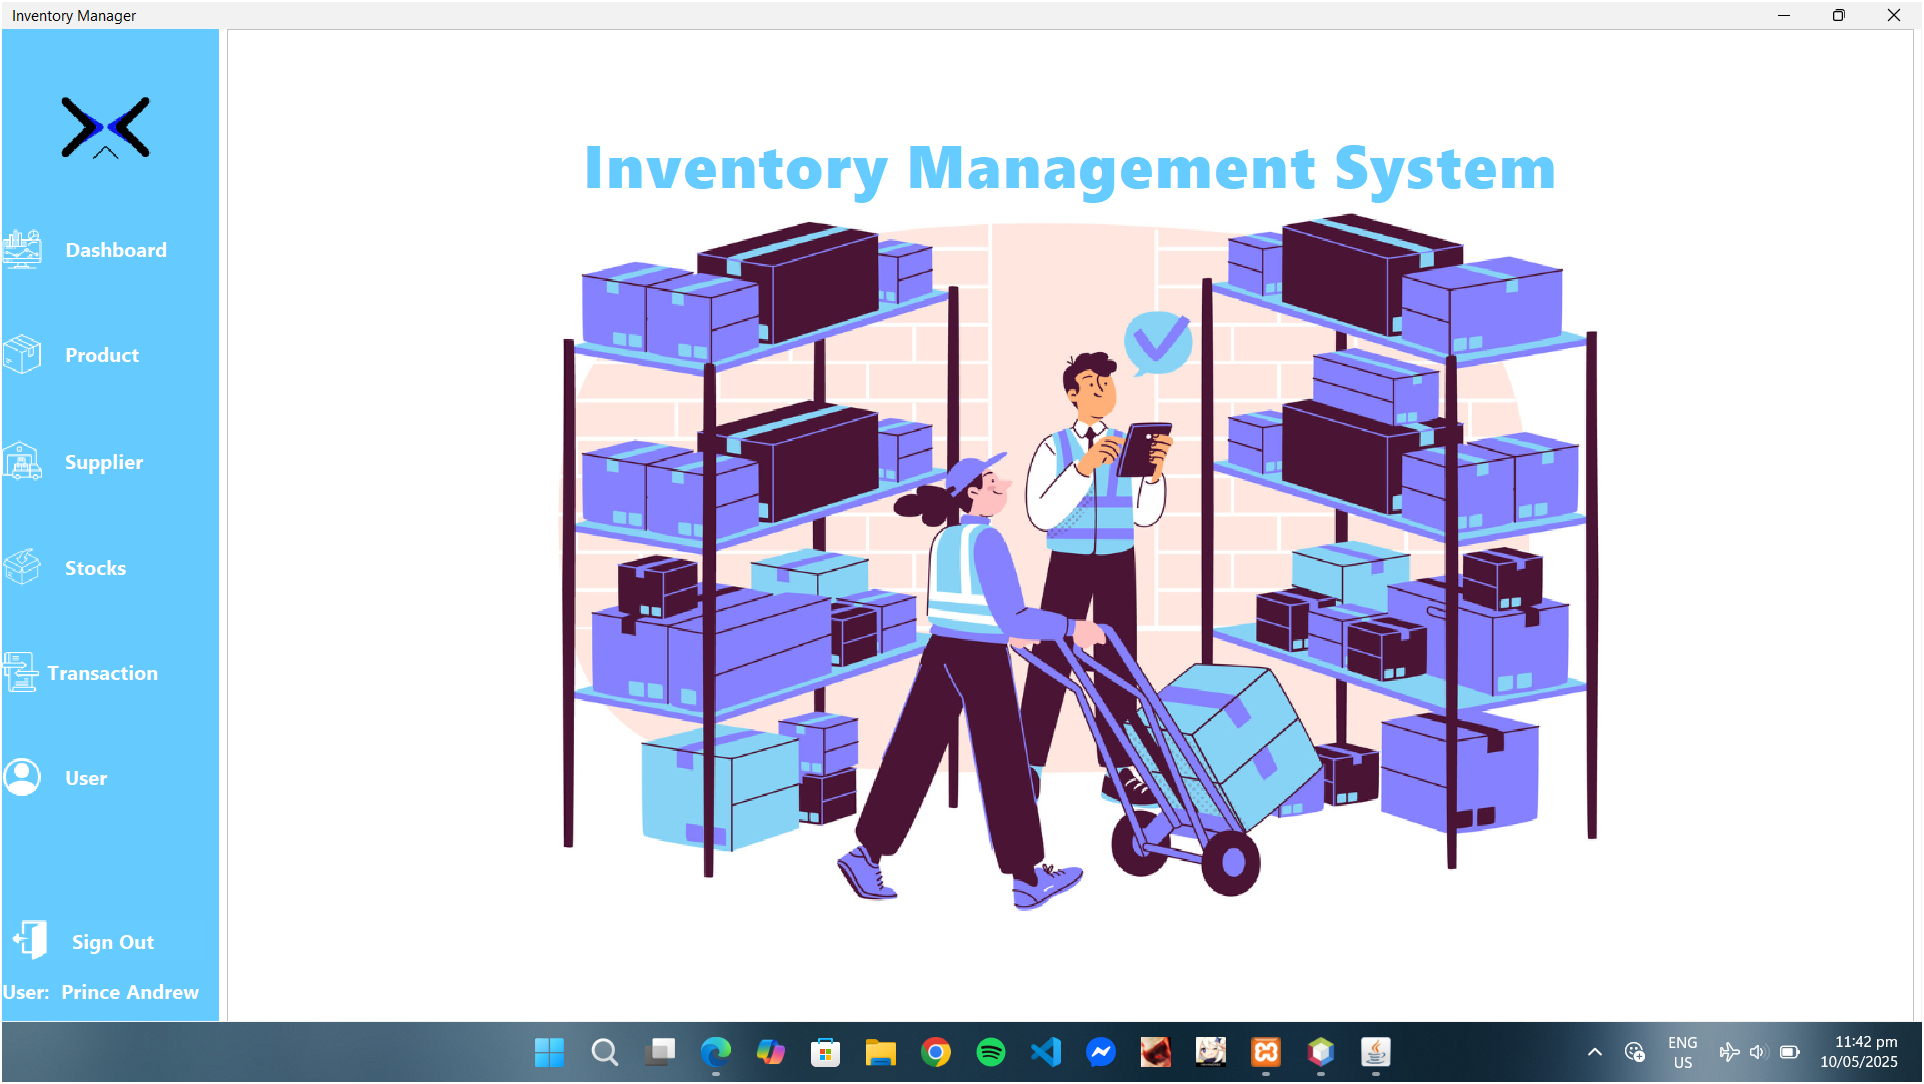 Inventory Manager
Inventory Management System
Dashboard
Product
Supplier
Stocks
Transaction
User
Sign Out
User: Prince Andrew
ENG
US
11:42 pm
10/05/2025